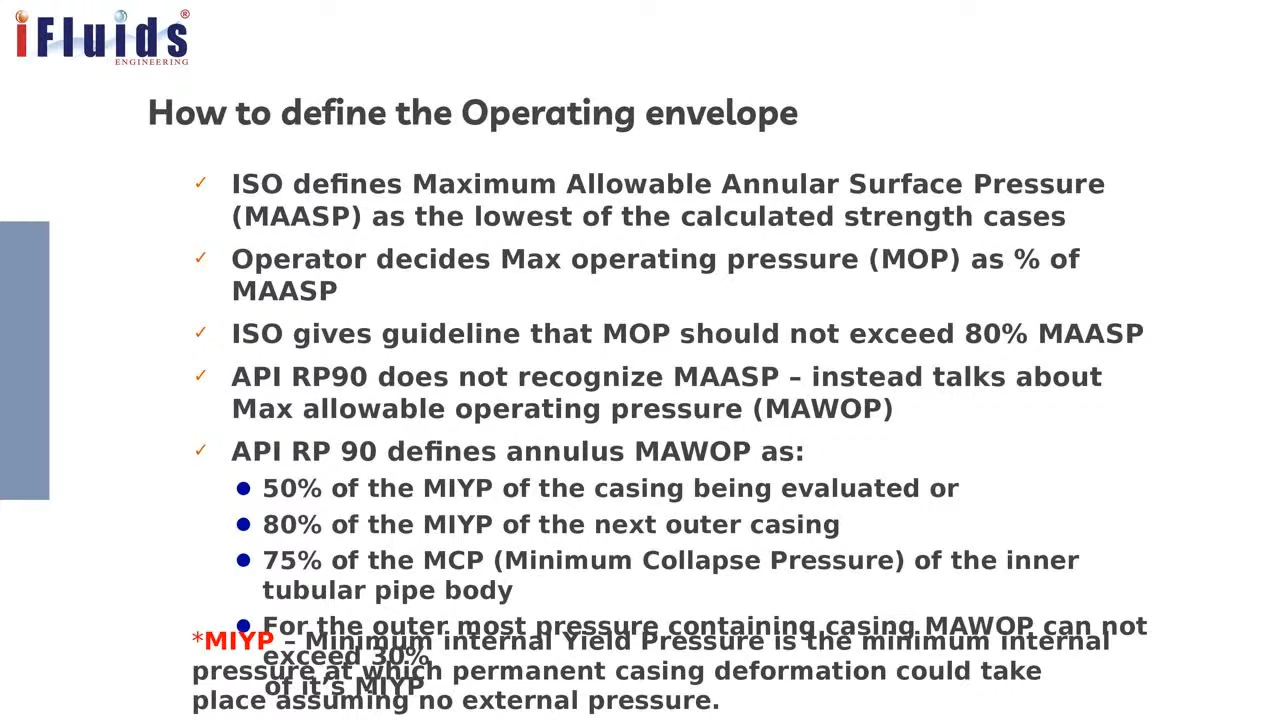 iFluids®
ENGINEERING
How to define the Operating envelope
✓ ISO defines Maximum Allowable Annular Surface Pressure
(MAASP) as the lowest of the calculated strength cases
✓ Operator decides Max operating pressure (MOP) as % of
MAASP
✓ ISO gives guideline that MOP should not exceed 80% MAASP
✓ API RP90 does not recognize MAASP – instead talks about
Max allowable operating pressure (MAWOP)
✓ API RP 90 defines annulus MAWOP as:
● 50% of the MIYP of the casing being evaluated or
● 80% of the MIYP of the next outer casing
● 75% of the MCP (Minimum Collapse Pressure) of the inner
tubular pipe body
● For the outer most pressure containing casing MAWOP can not
exceed 30%
of it’s MIYP
*MIYP – Minimum internal Yield Pressure is the minimum internal
pressure at which permanent casing deformation could take
place assuming no external pressure.